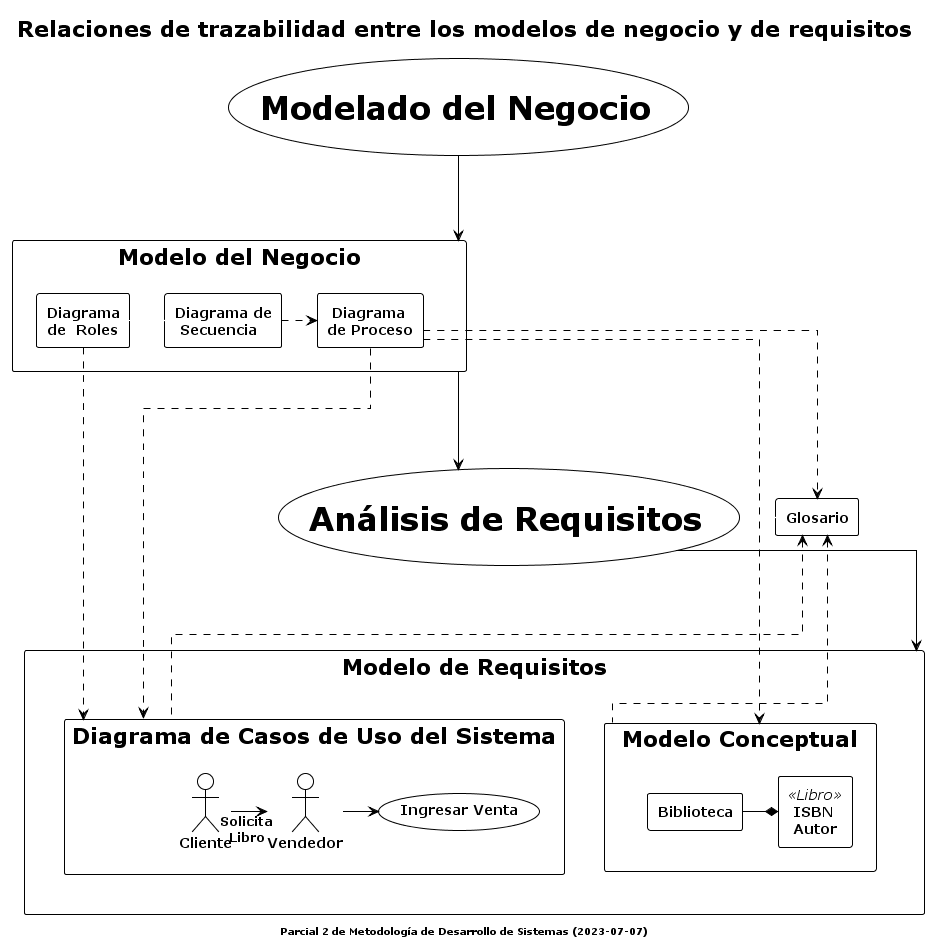 Relaciones de trazabilidad entre los modelos de negocio y de requisitos
Modelado del Negocio
Modelo del Negocio
Diagrama
de Roles
Diagrama de
Secuencia
Diagrama
de Proceso
Análisis de Requisitos
Glosario
Modelo de Requisitos
Diagrama de Casos de Uso del Sistema
Cliente
Solicita
Libro
Vendedor
Ingresar Venta
Modelo Conceptual
Biblioteca
«Libro»
ISBN
Autor
Parcial 2 de Metodología de Desarrollo de Sistemas (2023-07-07)